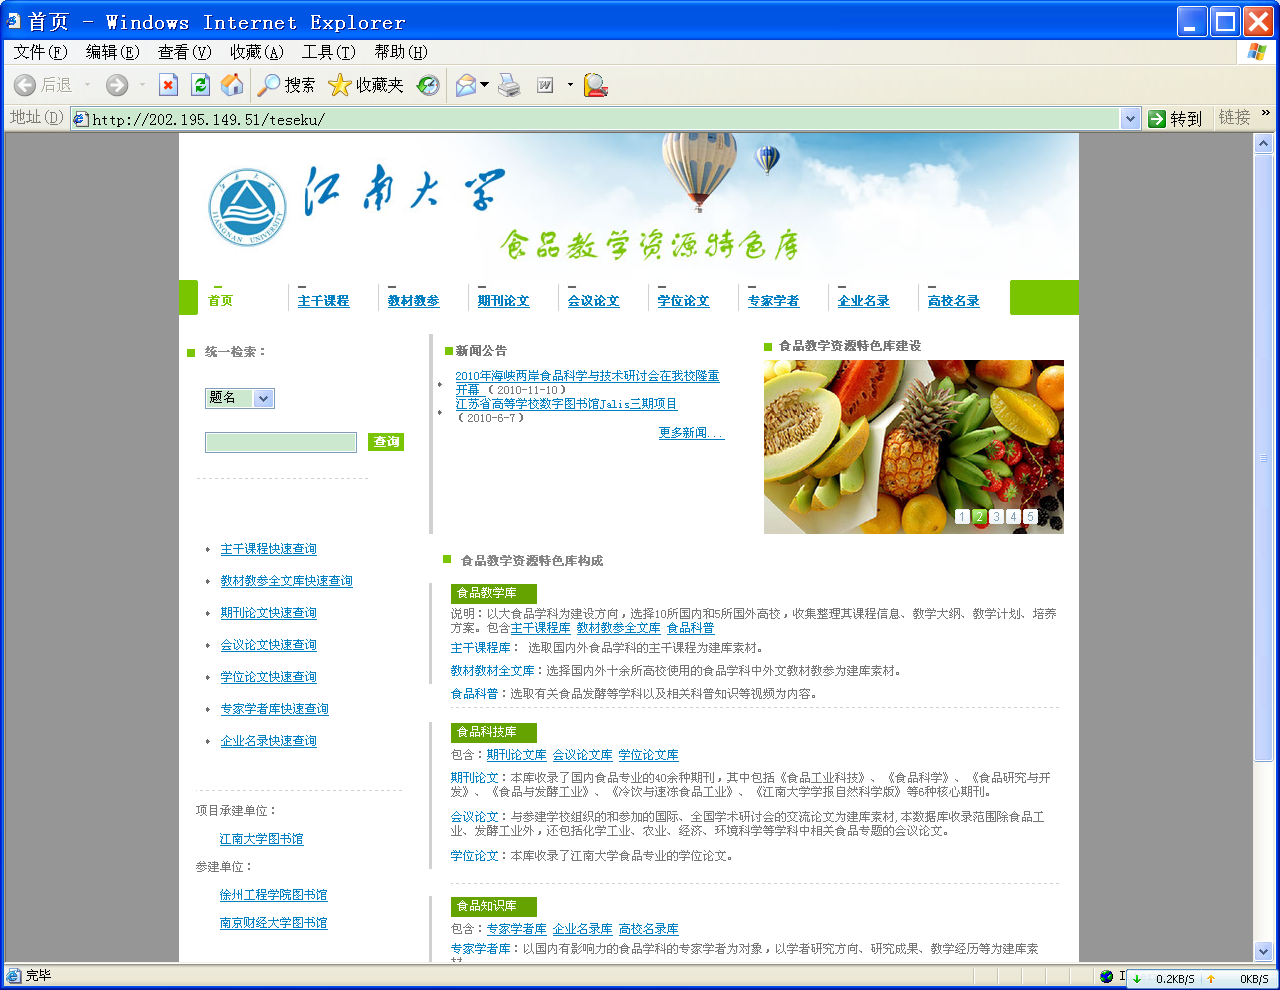 首页 - Windows Internet Explorer
文件(F) 编辑(E) 查看(V) 收藏(A) 工具(T) 帮助(H)
后退 搜索 收藏夹
地址(D) http://202.195.149.51/teseku/ 转到 链接 »
江南大学
JIANGNAN UNIVERSITY
食品教学资源特色库
首页 主干课程 教材教参 期刊论文 会议论文 学位论文 专家学者 企业名录 高校名录
统一检索：
题名
查询
主干课程快速查询
教材教参全文库快速查询
期刊论文快速查询
会议论文快速查询
学位论文快速查询
专家学者库快速查询
企业名录快速查询
项目承建单位：
江南大学图书馆
参建单位：
徐州工程学院图书馆
南京财经大学图书馆
新闻公告
2010年海峡两岸食品科学与技术研讨会在我校隆重
开幕 （2010-11-10）
江苏省高等学校数字图书馆Jalis三期项目
（2010-6-7）
更多新闻...
食品教学资源特色库建设
1 2 3 4 5
食品教学资源特色库构成
食品教学库
说明：以大食品学科为建设方向，选择10所国内和5所国外高校，收集整理其课程信息、教学大纲、教学计划、培养
方案。包含主干课程库 教材教参全文库 食品科普
主干课程库： 选取国内外食品学科的主干课程为建库素材。
教材教材全文库：选择国内外十余所高校使用的食品学科中外文教材教参为建库素材。
食品科普：选取有关食品发酵等学科以及相关科普知识等视频为内容。
食品科技库
包含：期刊论文库 会议论文库 学位论文库
期刊论文：本库收录了国内食品专业的40余种期刊，其中包括《食品工业科技》、《食品科学》、《食品研究与开
发》、《食品与发酵工业》、《冷饮与速冻食品工业》、《江南大学学报自然科学版》等6种核心期刊。
会议论文：与参建学校组织的和参加的国际、全国学术研讨会的交流论文为建库素材，本数据库收录范围除食品工
业、发酵工业外，还包括化学工业、农业、经济、环境科学等学科中相关食品专题的会议论文。
学位论文：本库收录了江南大学食品专业的学位论文。
食品知识库
包含：专家学者库 企业名录库 高校名录库
专家学者库：以国内有影响力的食品学科的专家学者为对象，以学者研究方向、研究成果、教学经历等为建库素
完毕 0.2KB/S 0KB/S